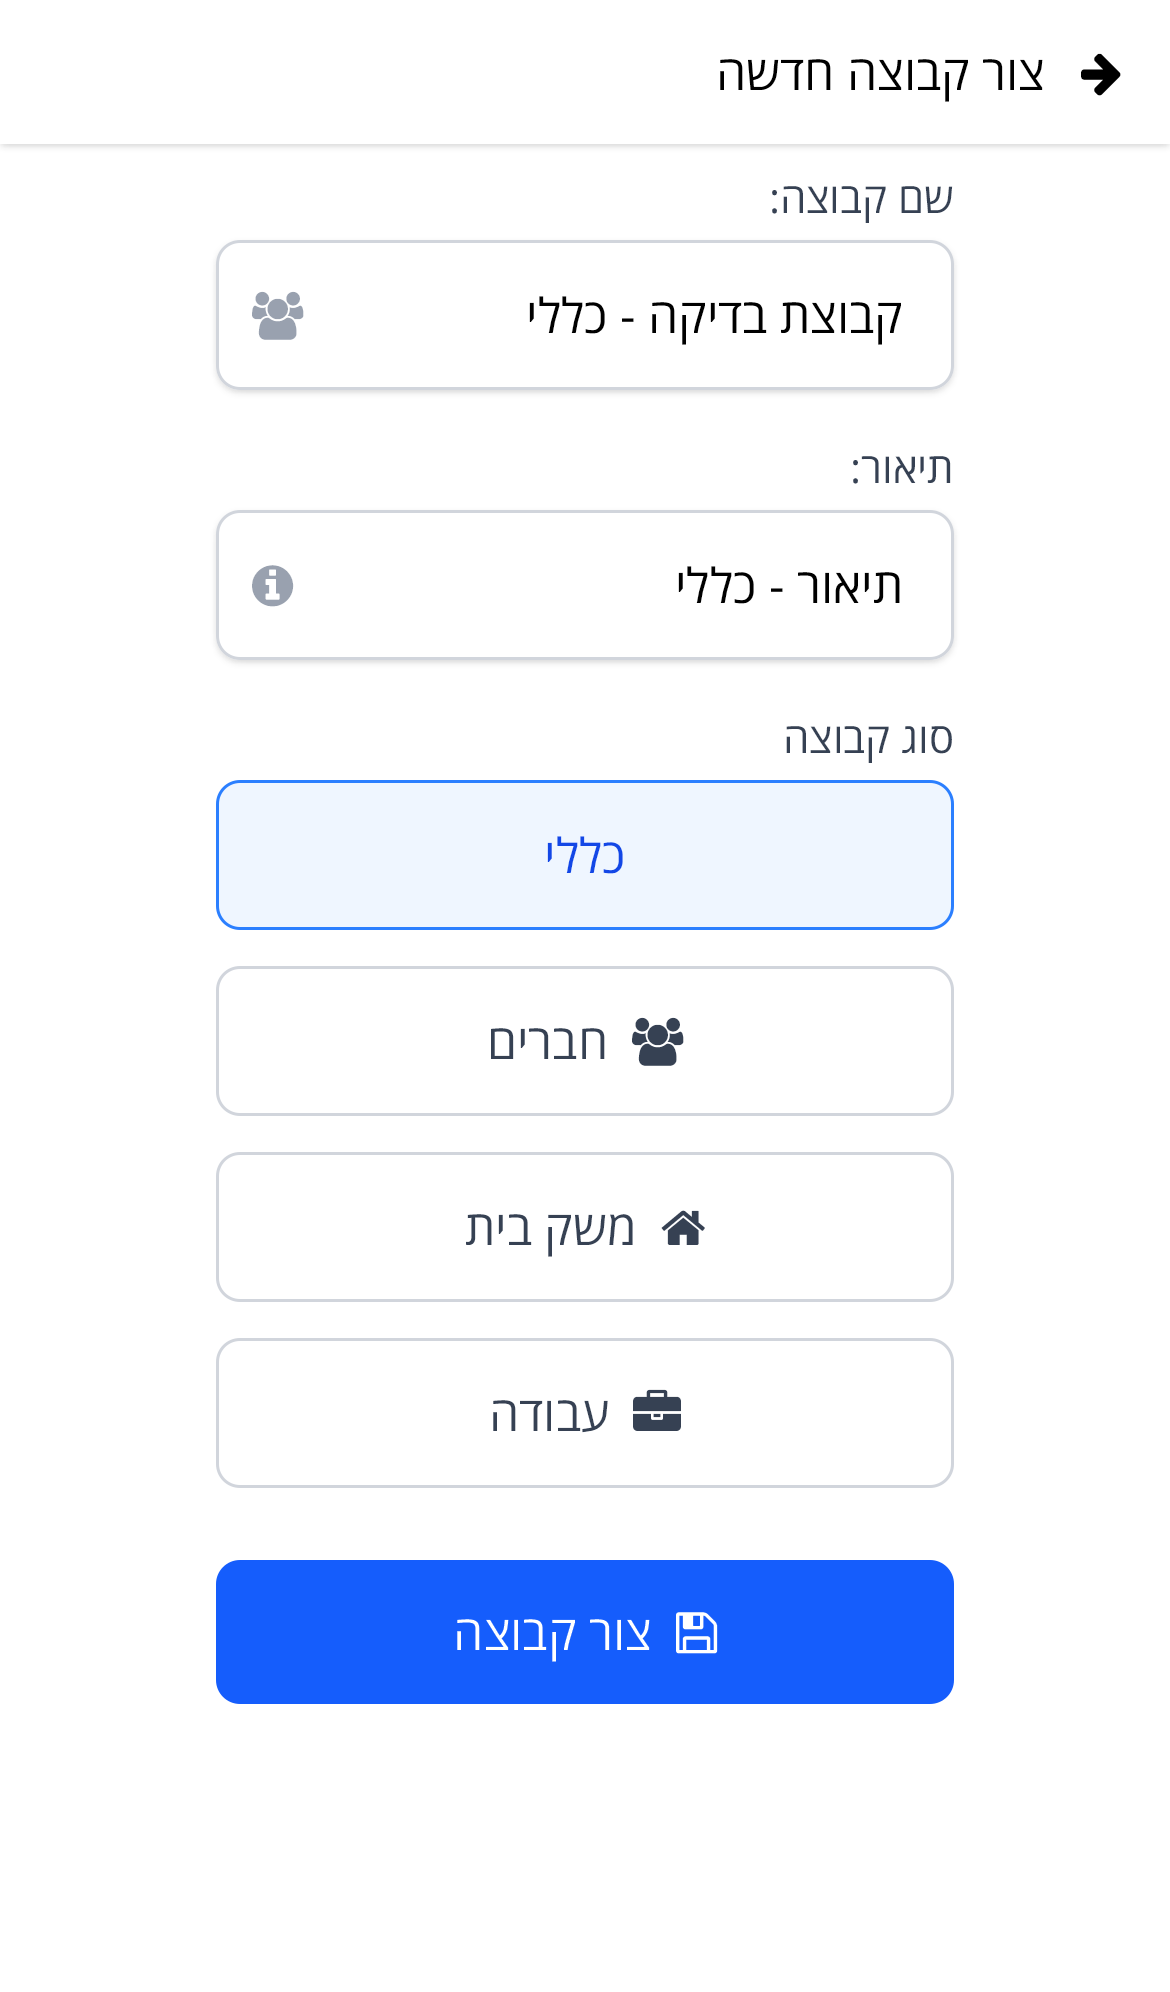 צור קבוצה חדשה
שם קבוצה:
קבוצת בדיקה - כללי
תיאור:
תיאור - כללי
סוג קבוצה
כללי
חברים
משק בית
עבודה
צור קבוצה